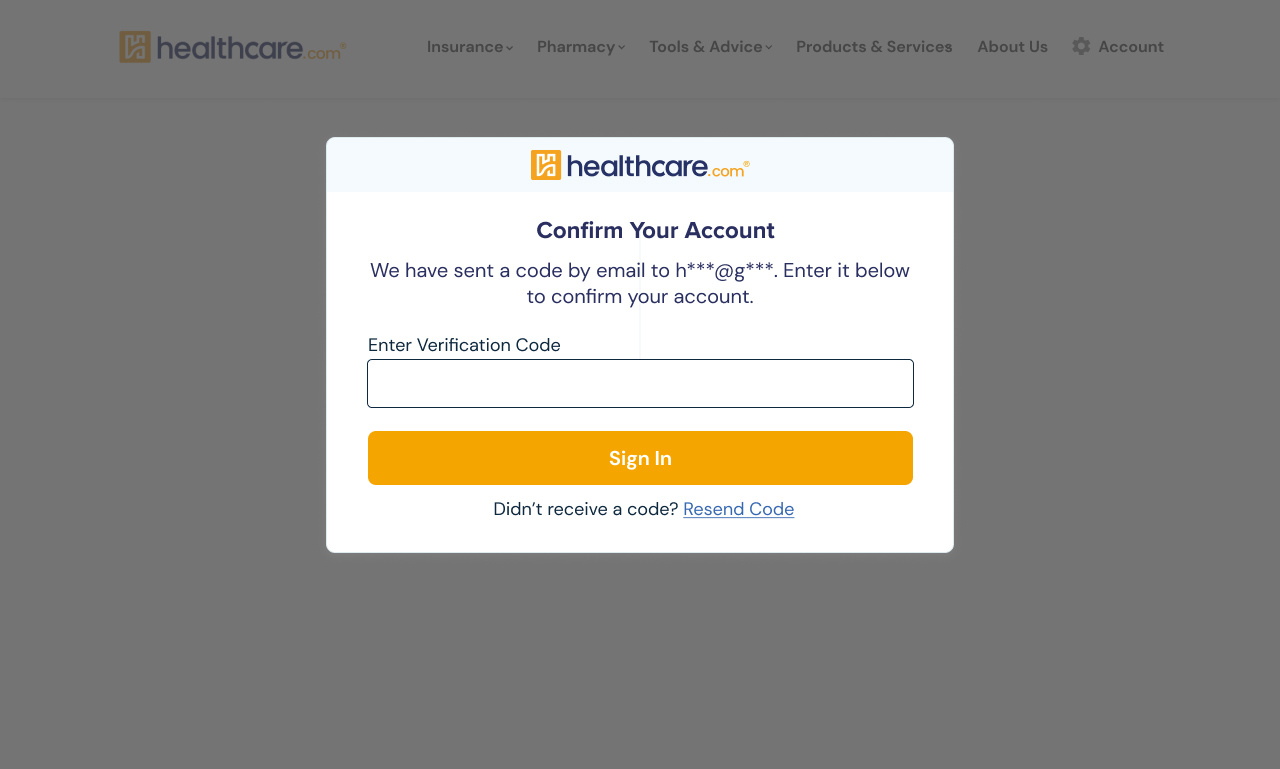 healthcare.com®
Insurance Pharmacy Tools & Advice Products & Services About Us Account
healthcare.com®
Confirm Your Account
We have sent a code by email to h***@g***. Enter it below
to confirm your account.
Enter Verification Code
Sign In
Didn’t receive a code? Resend Code